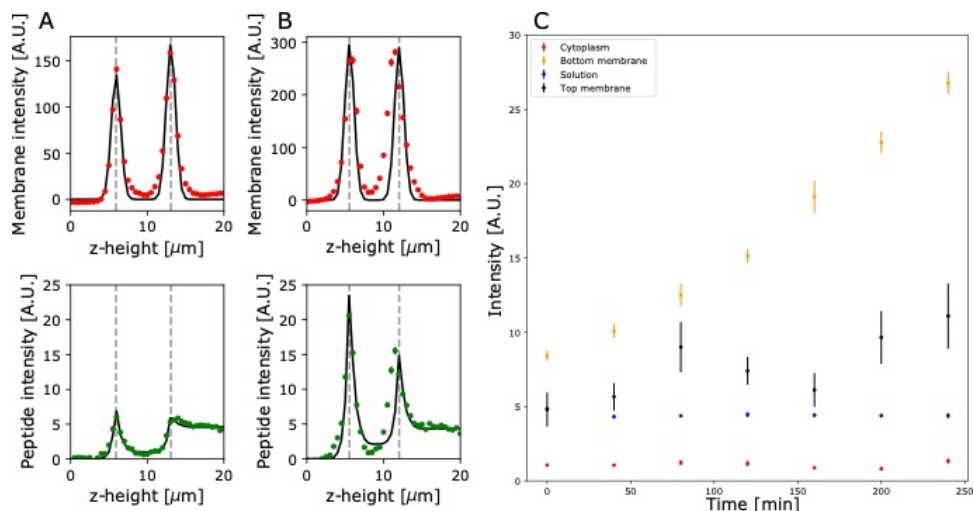 A
B
C
Membrane intensity [A.U.]
150
100
50
0
0
10
20
z-height [μm]
Membrane intensity [A.U.]
300
200
100
0
0
10
20
z-height [μm]
Peptide intensity [A.U.]
25
20
15
10
5
0
0
10
20
z-height [μm]
Peptide intensity [A.U.]
25
20
15
10
5
0
0
10
20
z-height [μm]
Cytoplasm
Bottom membrane
Solution
Top membrane
Intensity [A.U.]
30
25
20
15
10
5
0
0
50
100
150
200
250
Time [min]